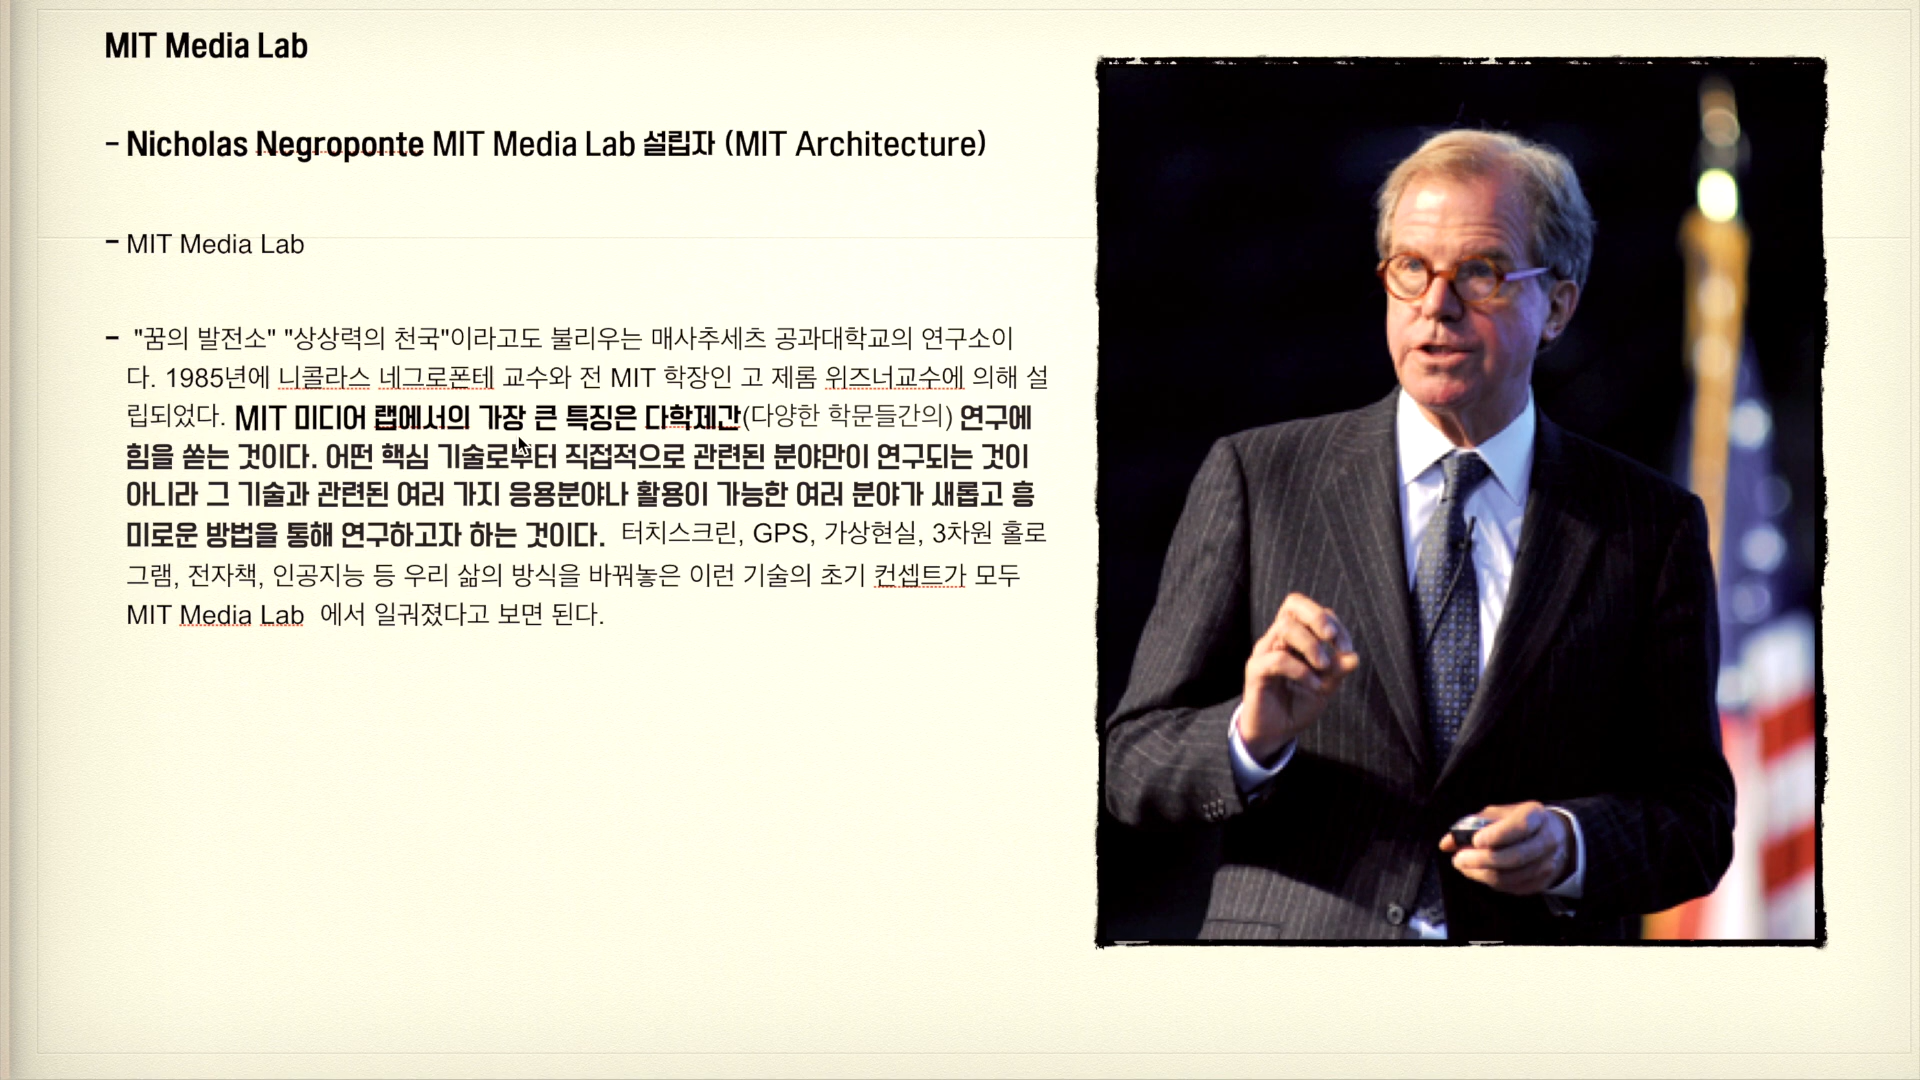 MIT Media Lab
– Nicholas Negroponte MIT Media Lab 설립자 (MIT Architecture)
– MIT Media Lab
– "꿈의 발전소" "상상력의 천국"이라고도 불리우는 매사추세츠 공과대학교의 연구소이
다. 1985년에 니콜라스 네그로폰테 교수와 전 MIT 학장인 고 제롬 위즈너교수에 의해 설
립되었다. MIT 미디어 랩에서의 가장 큰 특징은 다학제간(다양한 학문들간의) 연구에
힘을 쏟는 것이다. 어떤 핵심 기술로부터 직접적으로 관련된 분야만이 연구되는 것이
아니라 그 기술과 관련된 여러 가지 응용분야나 활용이 가능한 여러 분야가 새롭고 흥
미로운 방법을 통해 연구하고자 하는 것이다. 터치스크린, GPS, 가상현실, 3차원 홀로
그램, 전자책, 인공지능 등 우리 삶의 방식을 바꿔놓은 이런 기술의 초기 컨셉트가 모두
MIT Media Lab 에서 일궈졌다고 보면 된다.